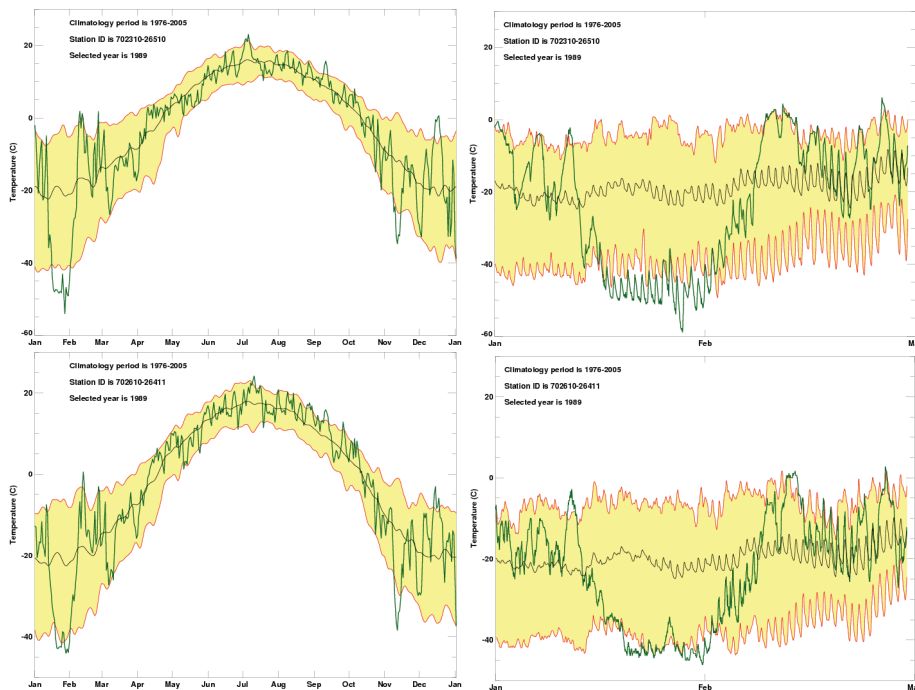 Climatology period is 1976-2005
Station ID is 702310-26510
Selected year is 1989
Temperature (C)
20
0
-20
-40
-60
Jan Feb Mar Apr May Jun Jul Aug Sep Oct Nov Dec Jan
Climatology period is 1976-2005
Station ID is 702310-26510
Selected year is 1989
Temperature (C)
20
-0
-20
-40
-60
Jan Feb M
Climatology period is 1976-2005
Station ID is 702610-26411
Selected year is 1989
Temperature (C)
20
0
-20
-40
Jan Feb Mar Apr May Jun Jul Aug Sep Oct Nov Dec Jan
Climatology period is 1976-2005
Station ID is 702610-26411
Selected year is 1989
Temperature (C)
20
0
-20
-40
Jan Feb M